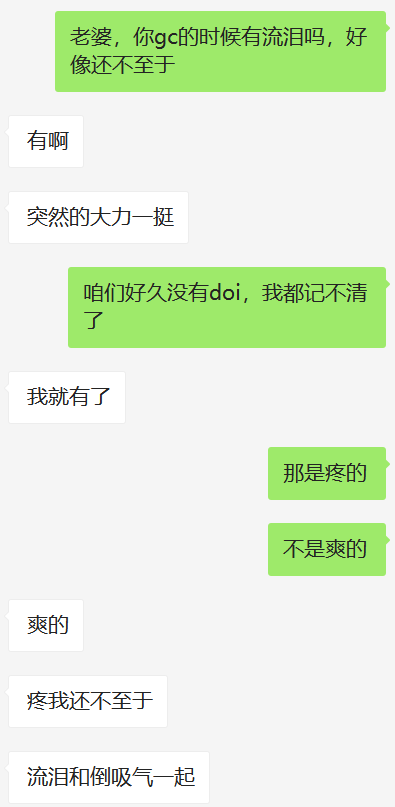 老婆，你gc的时候有流泪吗，好
像还不至于
有啊
突然的大力一挺
咱们好久没有doi，我都记不清
了
我就有了
那是疼的
不是爽的
爽的
疼我还不至于
流泪和倒吸气一起